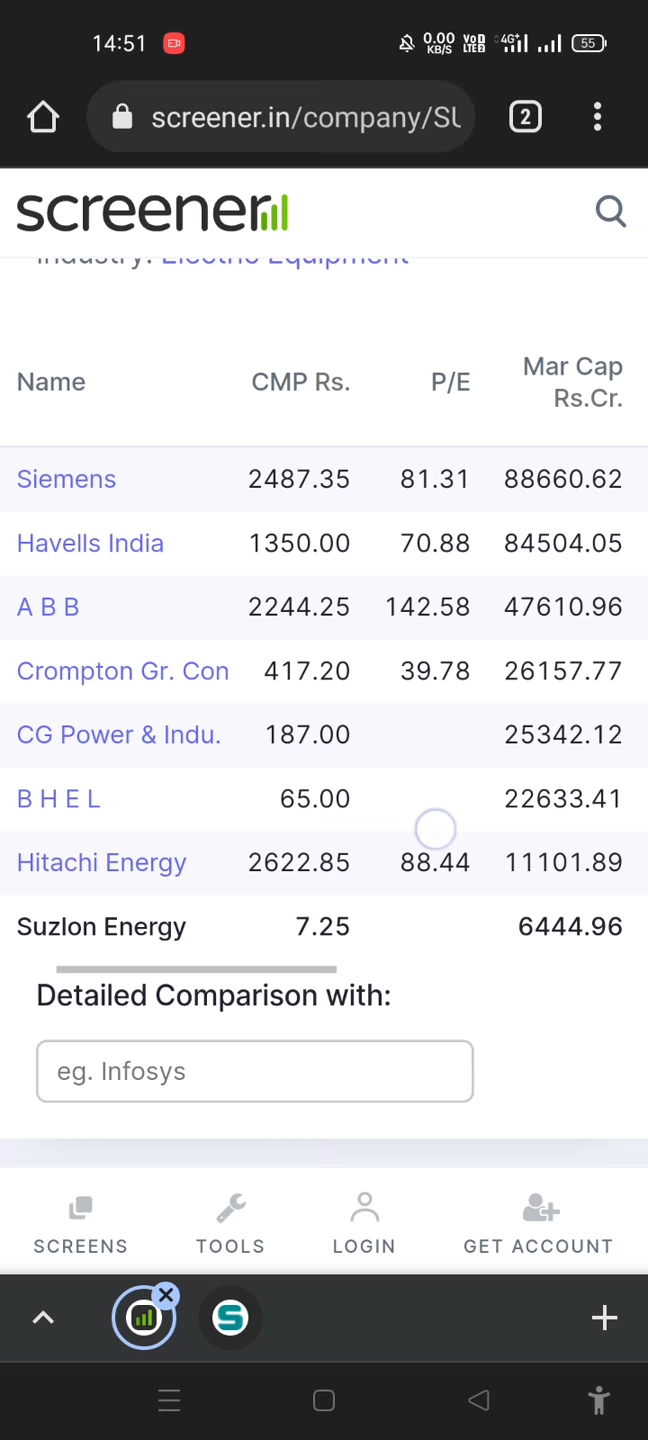 14:51 0.00 KB/S VoD LTE 4G+ 55
screener.in/company/SU 2
screener
Industry: Electric Equipment
Name CMP Rs. P/E Mar Cap Rs.Cr.
Siemens 2487.35 81.31 88660.62
Havells India 1350.00 70.88 84504.05
A B B 2244.25 142.58 47610.96
Crompton Gr. Con 417.20 39.78 26157.77
CG Power & Indu. 187.00 25342.12
B H E L 65.00 22633.41
Hitachi Energy 2622.85 88.44 11101.89
Suzlon Energy 7.25 6444.96
Detailed Comparison with:
eg. Infosys
SCREENS TOOLS LOGIN GET ACCOUNT
S